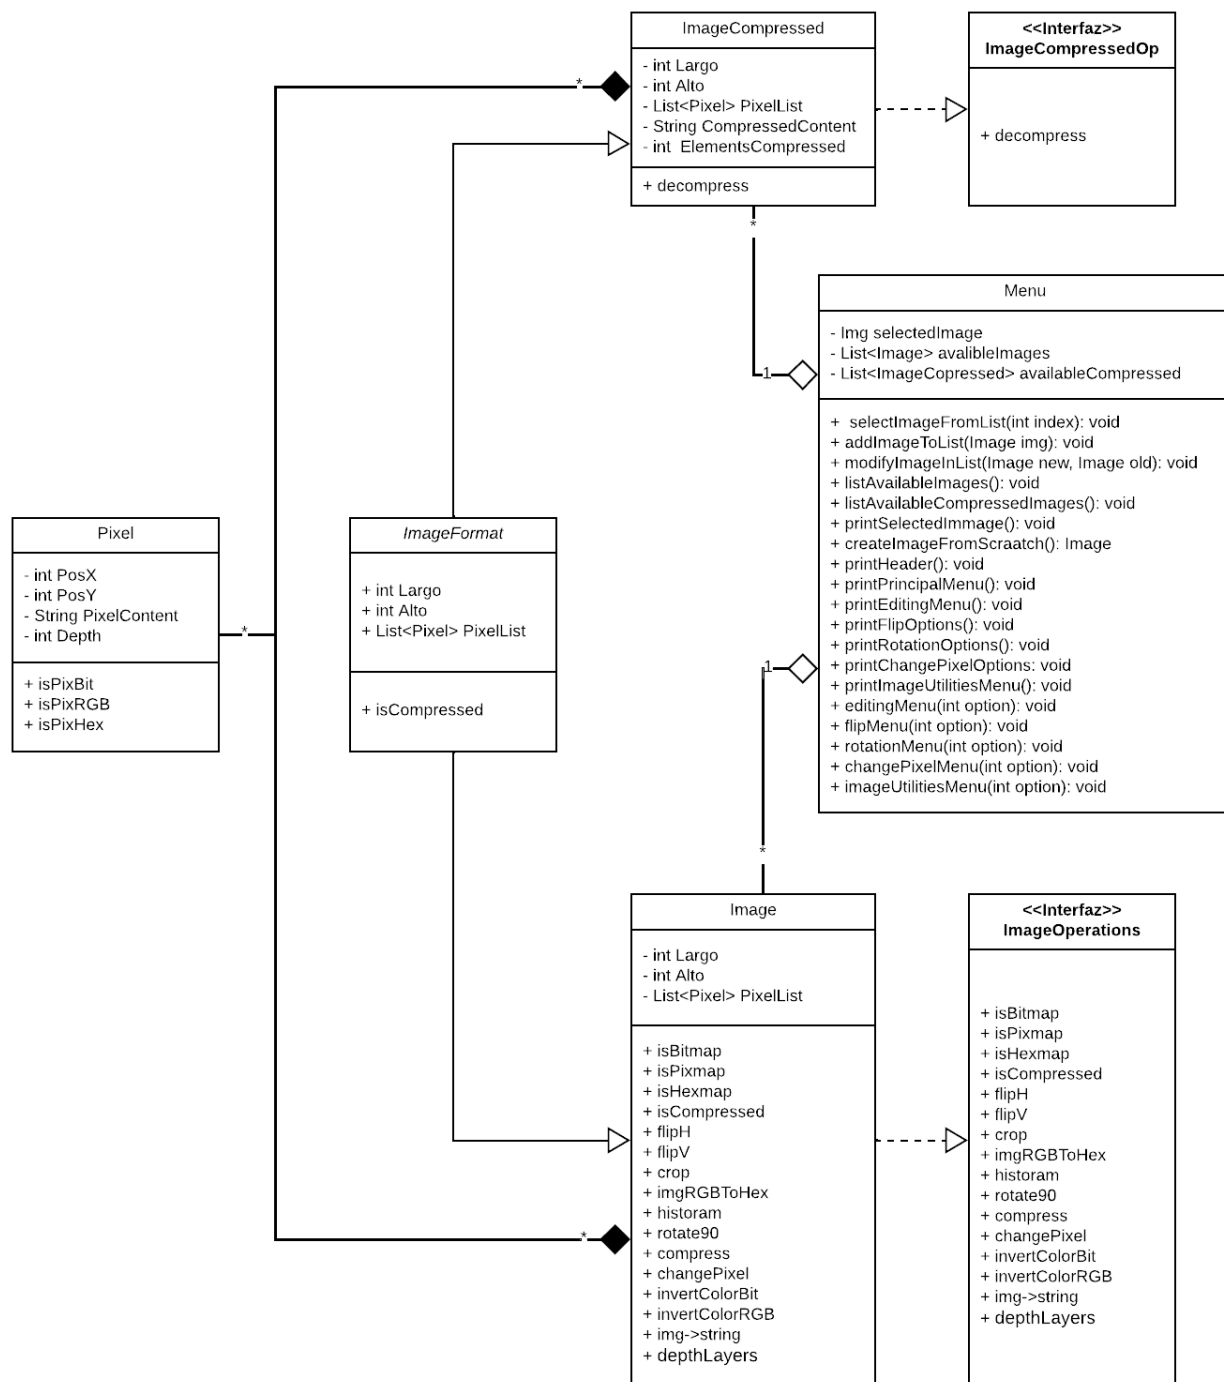 ImageCompressed
- int Largo
- int Alto
- List<Pixel> PixelList
- String CompressedContent
- int  ElementsCompressed
+ decompress
<<Interfaz>>
ImageCompressedOp
+ decompress
*
*
1
Menu
- Img selectedImage
- List<Image> avalibleImages
- List<ImageCopressed> availableCompressed
+  selectImageFromList(int index): void
+ addImageToList(Image img): void
+ modifyImageInList(Image new, Image old): void
+ listAvailableImages(): void
+ listAvailableCompressedImages(): void
+ printSelectedImmage(): void
+ createImageFromScraatch(): Image
+ printHeader(): void
+ printPrincipalMenu(): void
+ printEditingMenu(): void
+ printFlipOptions(): void
+ printRotationOptions(): void
+ printChangePixelOptions: void
+ printImageUtilitiesMenu(): void
+ editingMenu(int option): void
+ flipMenu(int option): void
+ rotationMenu(int option): void
+ changePixelMenu(int option): void
+ imageUtilitiesMenu(int option): void
Pixel
- int PosX
- int PosY
- String PixelContent
- int Depth
+ isPixBit
+ isPixRGB
+ isPixHex
*
ImageFormat
+ int Largo
+ int Alto
+ List<Pixel> PixelList
+ isCompressed
1
*
Image
- int Largo
- int Alto
- List<Pixel> PixelList
+ isBitmap
+ isPixmap
+ isHexmap
+ isCompressed
+ flipH
+ flipV
+ crop
+ imgRGBToHex
+ historam
+ rotate90
+ compress
+ changePixel
+ invertColorBit
+ invertColorRGB
+ img->string
+ depthLayers
*
<<Interfaz>>
ImageOperations
+ isBitmap
+ isPixmap
+ isHexmap
+ isCompressed
+ flipH
+ flipV
+ crop
+ imgRGBToHex
+ historam
+ rotate90
+ compress
+ changePixel
+ invertColorBit
+ invertColorRGB
+ img->string
+ depthLayers